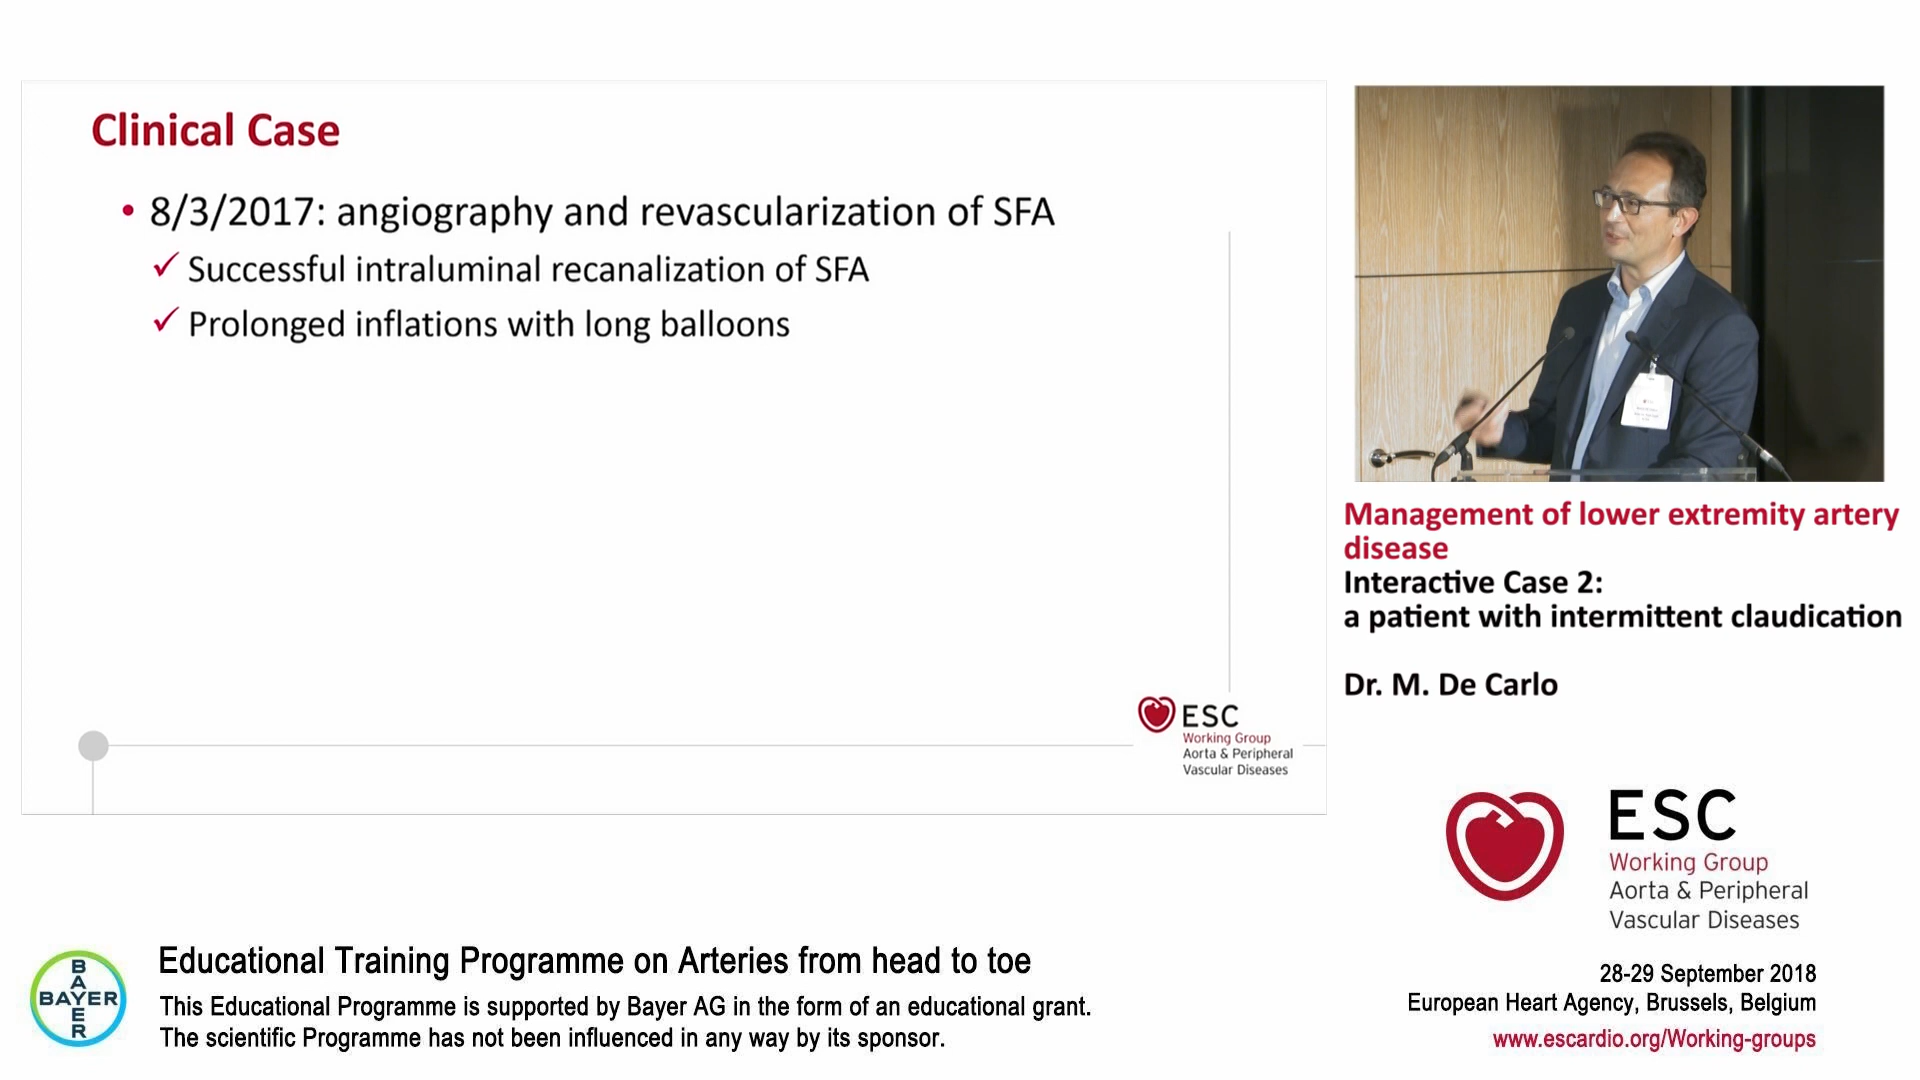 Clinical Case
• 8/3/2017: angiography and revascularization of SFA
✓ Successful intraluminal recanalization of SFA
✓ Prolonged inflations with long balloons
ESC
Working Group
Aorta & Peripheral
Vascular Diseases
Management of lower extremity artery
disease
Interactive Case 2:
a patient with intermittent claudication
Dr. M. De Carlo
ESC
Working Group
Aorta & Peripheral
Vascular Diseases
BAYER
BAYER
Educational Training Programme on Arteries from head to toe
This Educational Programme is supported by Bayer AG in the form of an educational grant.
The scientific Programme has not been influenced in any way by its sponsor.
28-29 September 2018
European Heart Agency, Brussels, Belgium
www.escardio.org/Working-groups